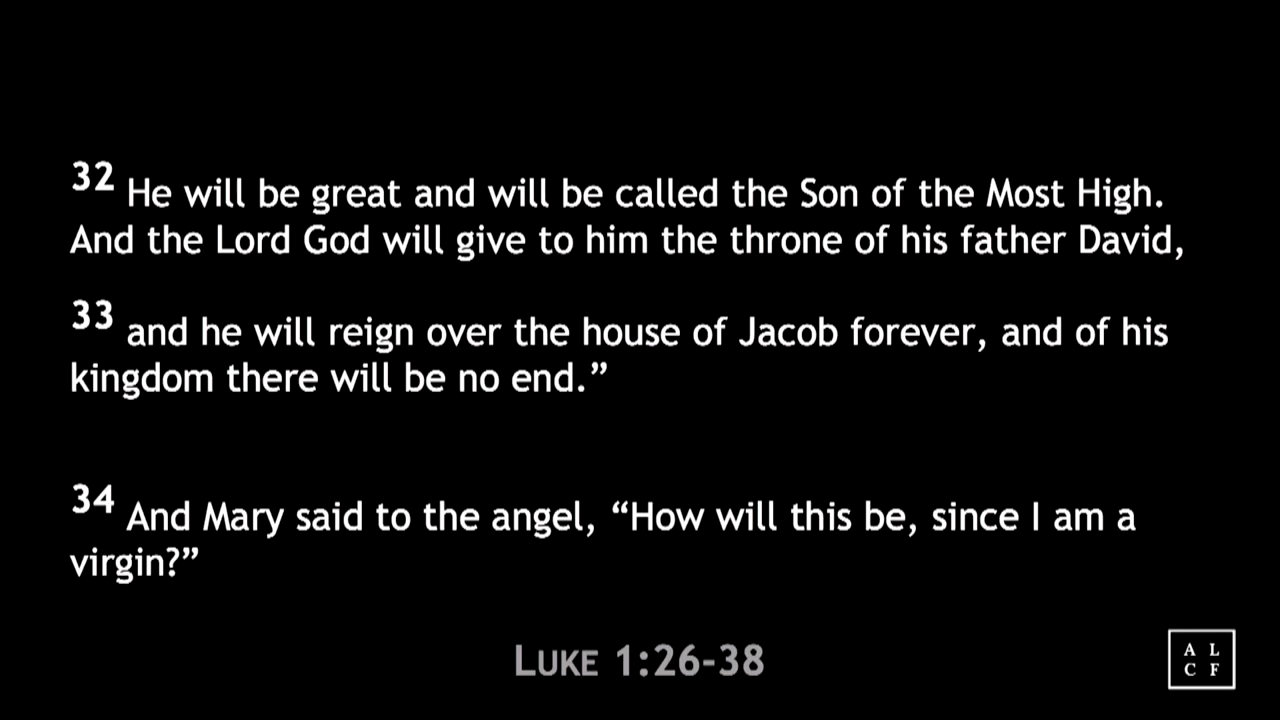 32 He will be great and will be called the Son of the Most High.
And the Lord God will give to him the throne of his father David,
33 and he will reign over the house of Jacob forever, and of his
kingdom there will be no end.”
34 And Mary said to the angel, “How will this be, since I am a
virgin?”
LUKE 1:26-38
A L
C F